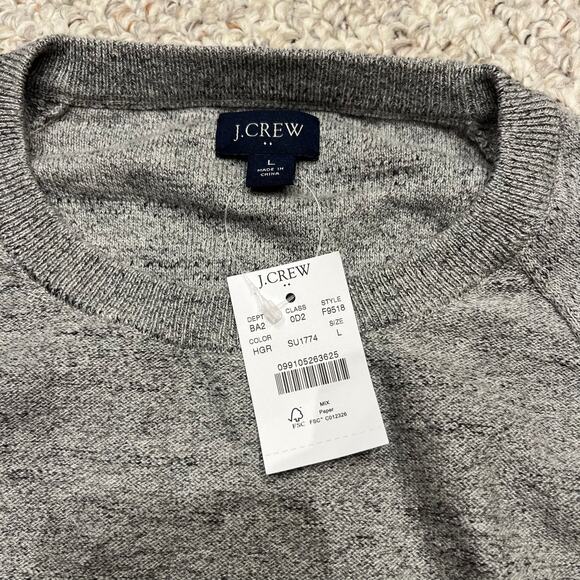 J.CREW
L
MADE IN
CHINA
J.CREW
DEPT CLASS STYLE
BA2 0D2 F9518
COLOR SIZE
HGR SU1774 L
099105263625
MIX
Paper
FSC FSC™ C012326